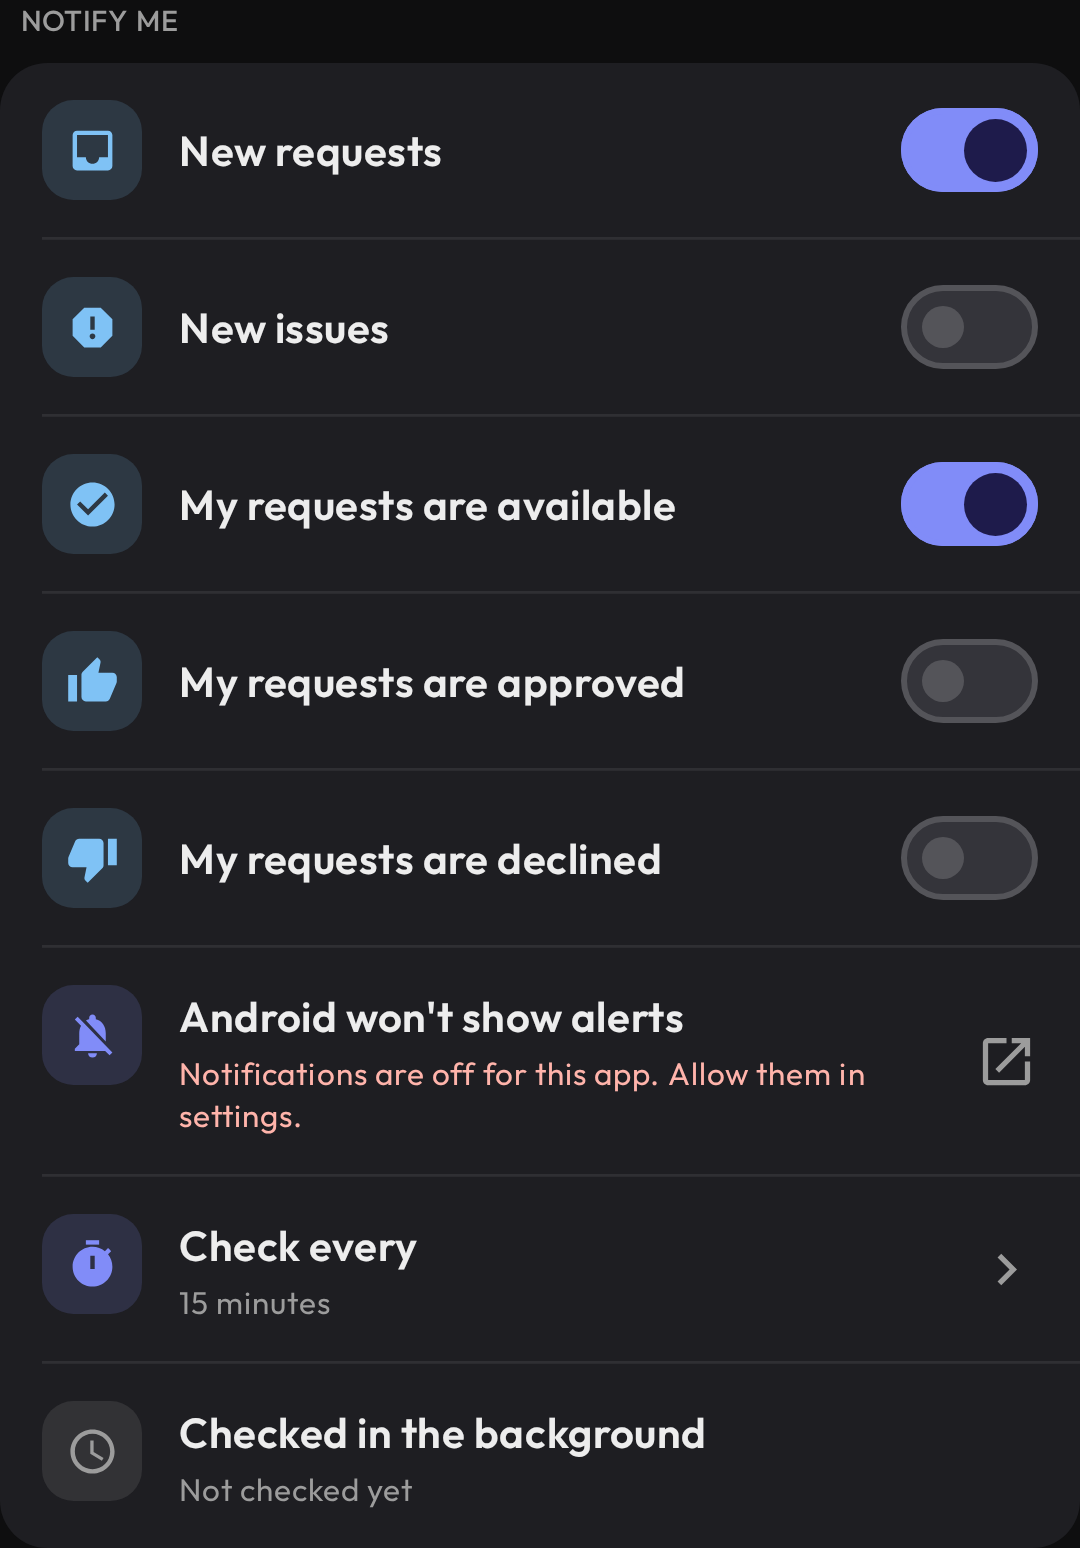 NOTIFY ME
New requests
New issues
My requests are available
My requests are approved
My requests are declined
Android won't show alerts
Notifications are off for this app. Allow them in
settings.
Check every
15 minutes
Checked in the background
Not checked yet